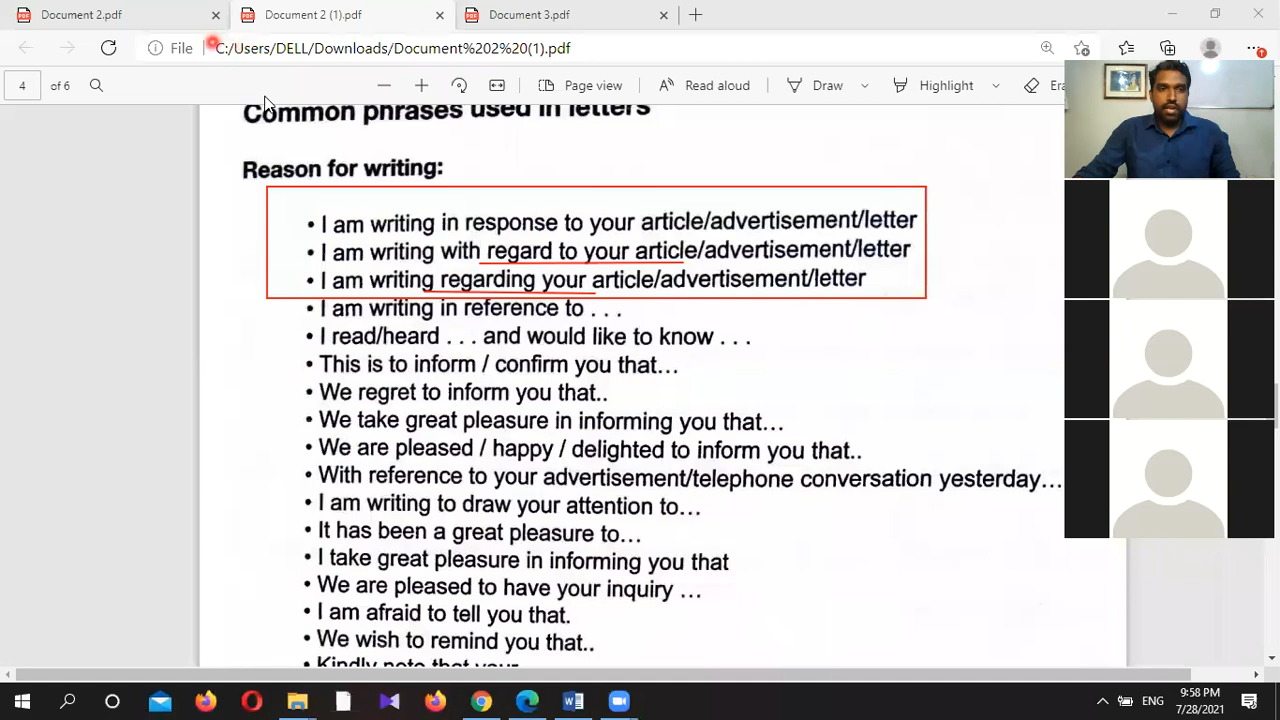 Document 2.pdf
Document 2 (1).pdf
Document 3.pdf
File
C:/Users/DELL/Downloads/Document%202%20(1).pdf
4 of 6
Page view
Read aloud
Draw
Highlight
Era
Common phrases used in letters
Reason for writing:
• I am writing in response to your article/advertisement/letter
• I am writing with regard to your article/advertisement/letter
• I am writing regarding your article/advertisement/letter
• I am writing in reference to . . .
• I read/heard . . . and would like to know . . .
• This is to inform / confirm you that...
• We regret to inform you that..
• We take great pleasure in informing you that...
• We are pleased / happy / delighted to inform you that..
• With reference to your advertisement/telephone conversation yesterday...
• I am writing to draw your attention to...
• It has been a great pleasure to...
• I take great pleasure in informing you that
• We are pleased to have your inquiry ...
• I am afraid to tell you that.
• We wish to remind you that..
• Kindly note that your
ENG
9:58 PM
7/28/2021